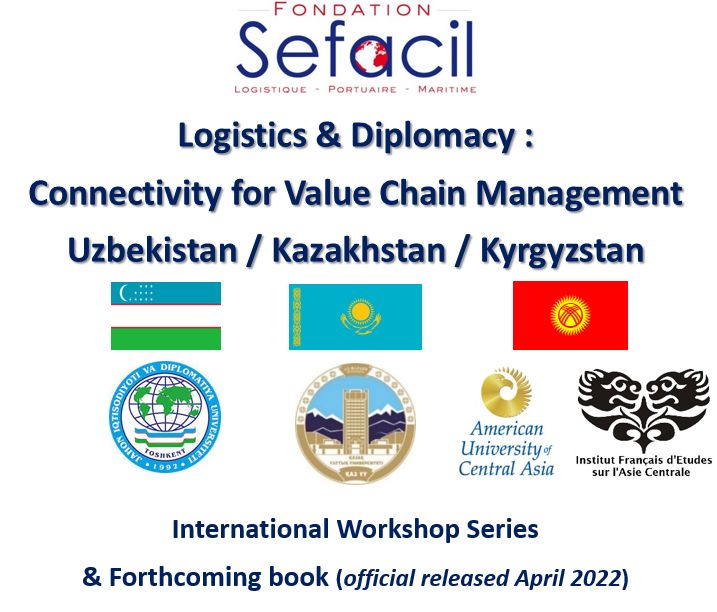 FONDATION
Sefacil
LOGISTIQUE - PORTUAIRE - MARITIME
Logistics & Diplomacy :
Connectivity for Value Chain Management
Uzbekistan / Kazakhstan / Kyrgyzstan
JAHON IQTISODIYOTI VA DIPLOMATIYA UNIVERSITETI
TOSHKENT
• 1992 •
ҰЛТТЫҚ УНИВЕРСИТЕТІ
ҚАЗ ҰУ
American
University of
Central Asia
Institut Français d'Etudes
sur l'Asie Centrale
International Workshop Series
& Forthcoming book (official released April 2022)